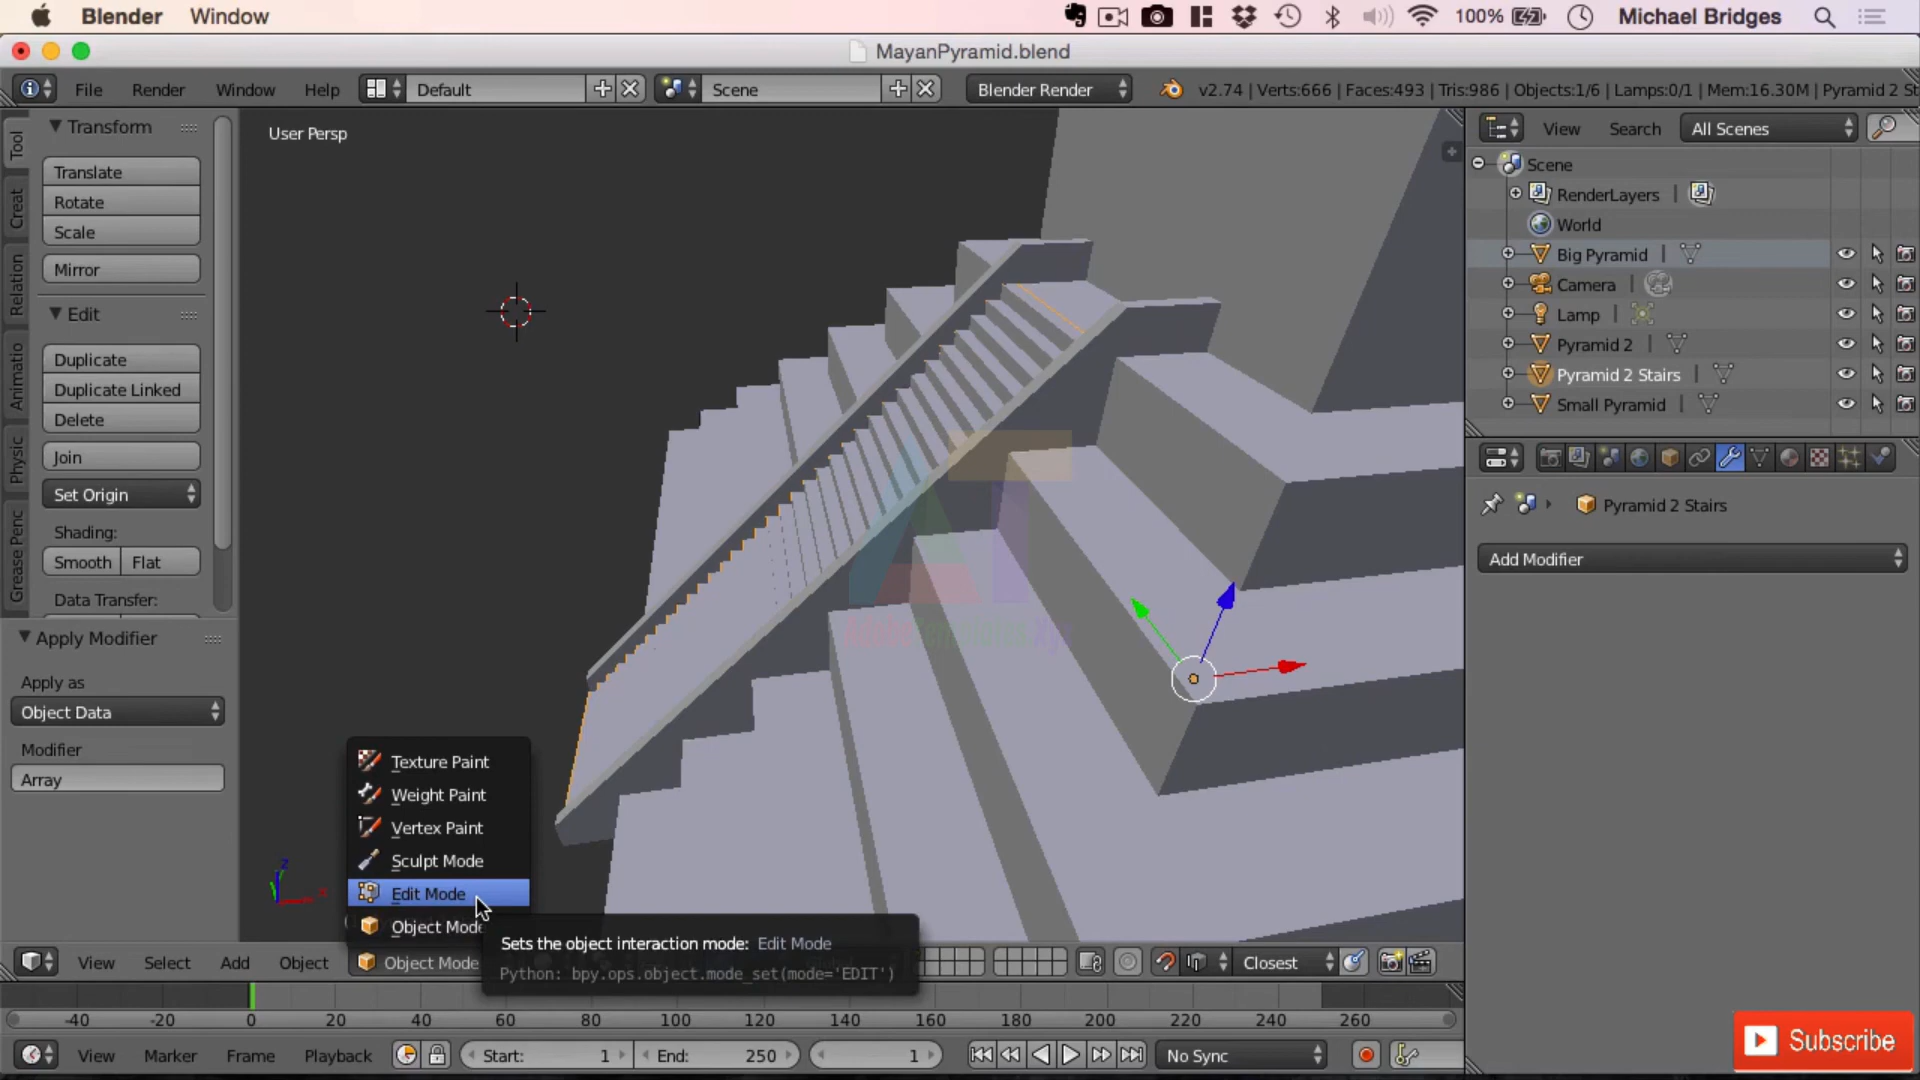 Blender Window 100% Michael Bridges
MayanPyramid.blend
File Render Window Help Default Scene Blender Render v2.74 | Verts:666 | Faces:493 | Tris:986 | Objects:1/6 | Lamps:0/1 | Mem:16.30M | Pyramid 2 St
Transform
User Persp
View Search All Scenes
Tool
Creat
Relation
Animatio
Physic
Grease Penc
Translate
Rotate
Scale
Mirror
Edit
Duplicate
Duplicate Linked
Delete
Join
Set Origin
Shading:
Smooth Flat
Data Transfer:
Apply Modifier
Apply as
Object Data
Modifier
Array
Scene
RenderLayers |
World
Big Pyramid |
Camera |
Lamp |
Pyramid 2 |
Pyramid 2 Stairs |
Small Pyramid |
Pyramid 2 Stairs
Add Modifier
AdobeTemplates.Xyz
z
Texture Paint
Weight Paint
Vertex Paint
Sculpt Mode
Edit Mode
Object Mode
Sets the object interaction mode: Edit Mode
Python: bpy.ops.object.mode_set(mode='EDIT')
View Select Add Object Object Mode Closest
-40 -20 0 20 40 60 80 100 120 140 160 180 200 220 240 260
View Marker Frame Playback Start: 1 End: 250 1 No Sync
Subscribe